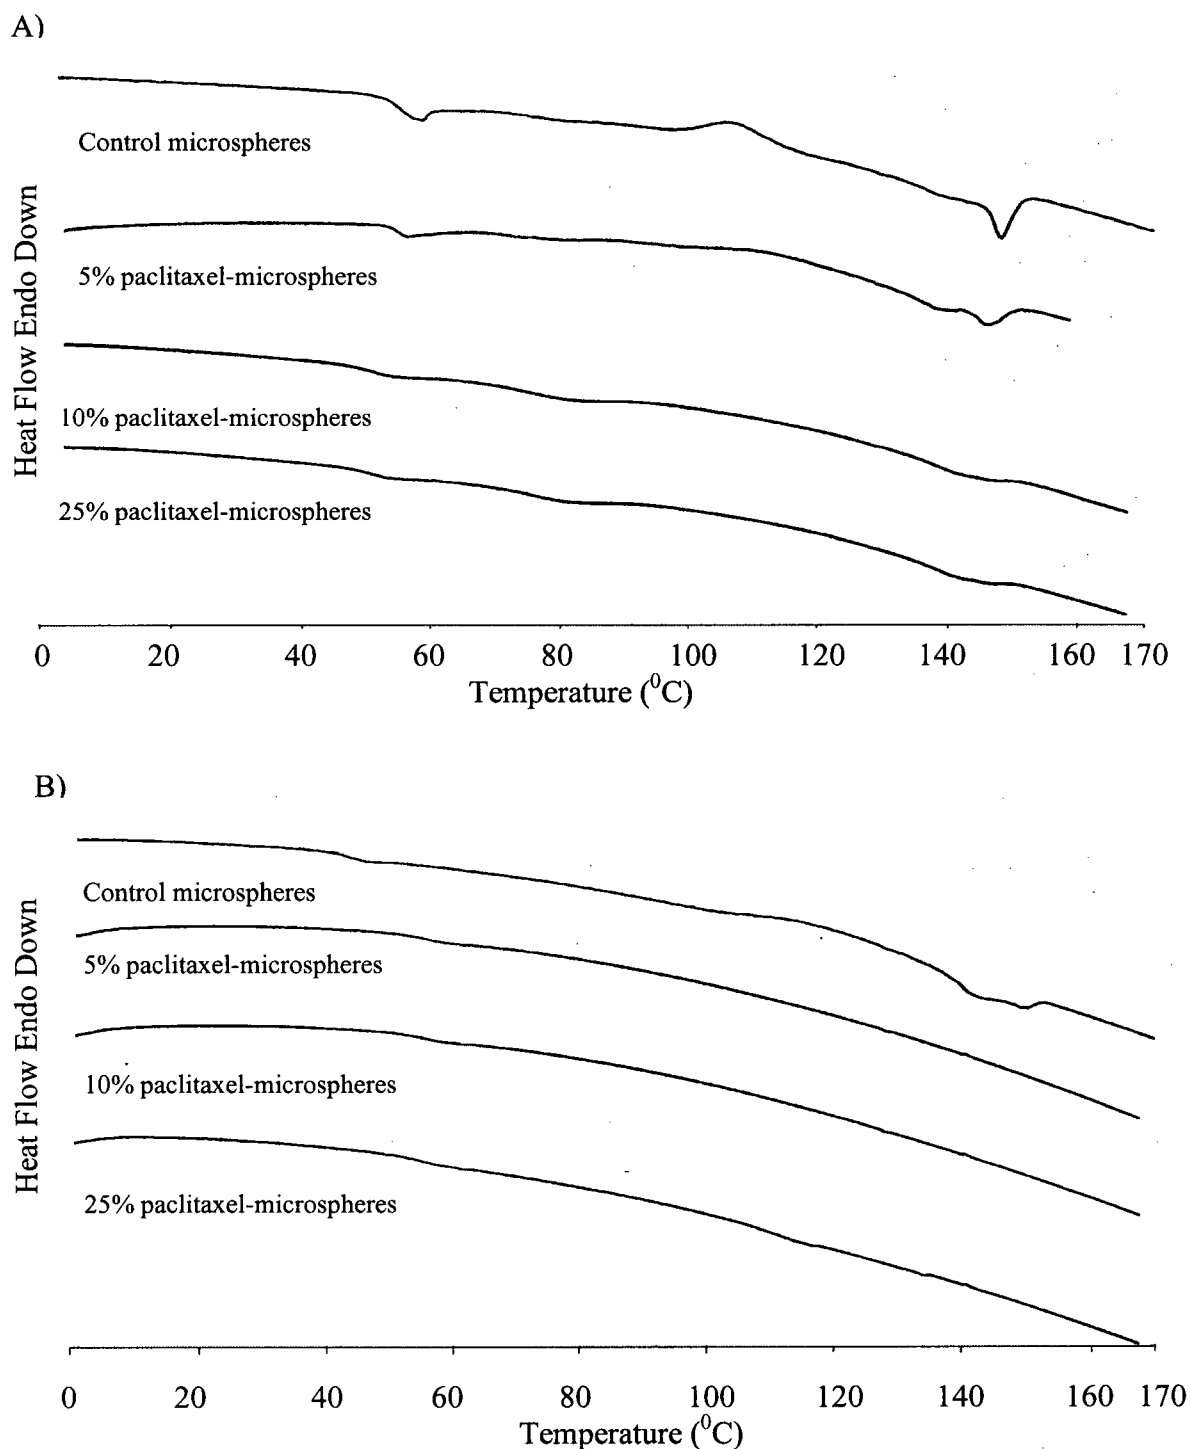 A)
Heat Flow Endo Down
Control microspheres
5% paclitaxel-microspheres
10% paclitaxel-microspheres
25% paclitaxel-microspheres
0 20 40 60 80 100 120 140 160 170
Temperature (⁰C)
B)
Heat Flow Endo Down
Control microspheres
5% paclitaxel-microspheres
10% paclitaxel-microspheres
25% paclitaxel-microspheres
0 20 40 60 80 100 120 140 160 170
Temperature (⁰C)